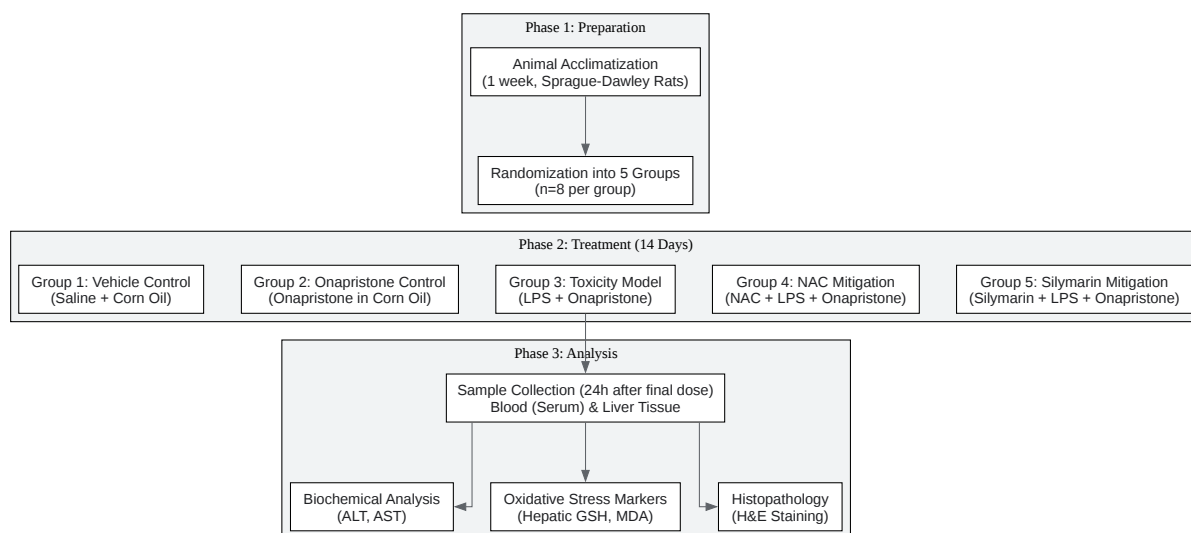 Phase 1: Preparation
Animal Acclimatization
(1 week, Sprague-Dawley Rats)
Randomization into 5 Groups
(n=8 per group)
Phase 2: Treatment (14 Days)
Group 1: Vehicle Control
(Saline + Corn Oil)
Group 2: Onapristone Control
(Onapristone in Corn Oil)
Group 3: Toxicity Model
(LPS + Onapristone)
Group 4: NAC Mitigation
(NAC + LPS + Onapristone)
Group 5: Silymarin Mitigation
(Silymarin + LPS + Onapristone)
Phase 3: Analysis
Sample Collection (24h after final dose)
Blood (Serum) & Liver Tissue
Biochemical Analysis
(ALT, AST)
Oxidative Stress Markers
(Hepatic GSH, MDA)
Histopathology
(H&E Staining)